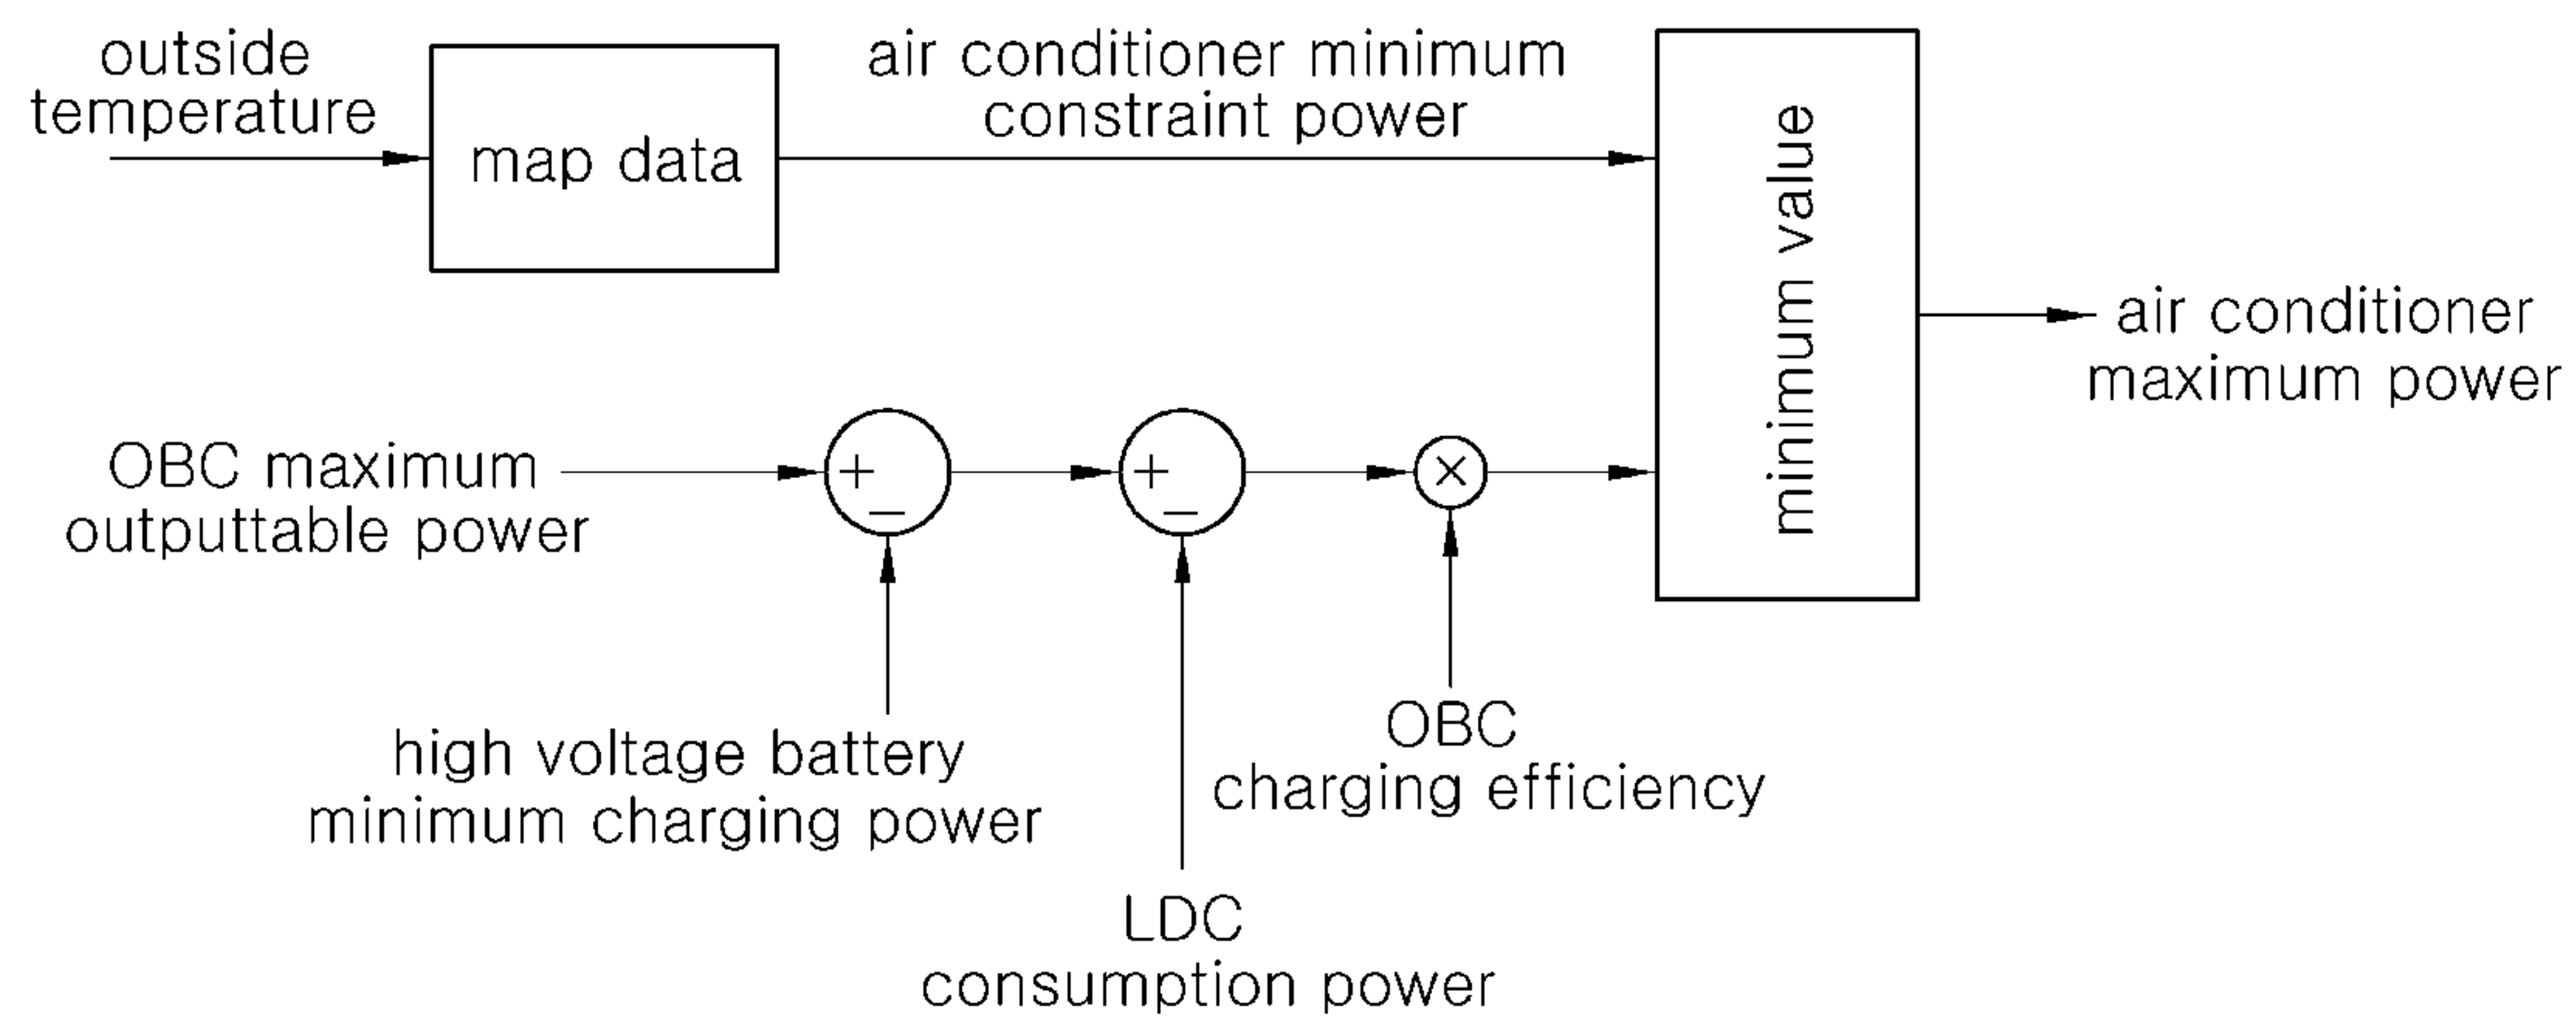 outside
temperature
map data
air conditioner minimum
constraint power
minimum value
air conditioner
maximum power
OBC maximum
outputtable power
+
−
+
−
×
high voltage battery
minimum charging power
OBC
charging efficiency
LDC
consumption power